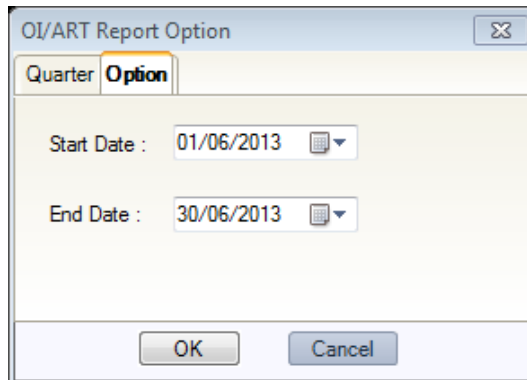 OI/ART Report Option
Quarter Option
Start Date : 01/06/2013
End Date : 30/06/2013
OK Cancel